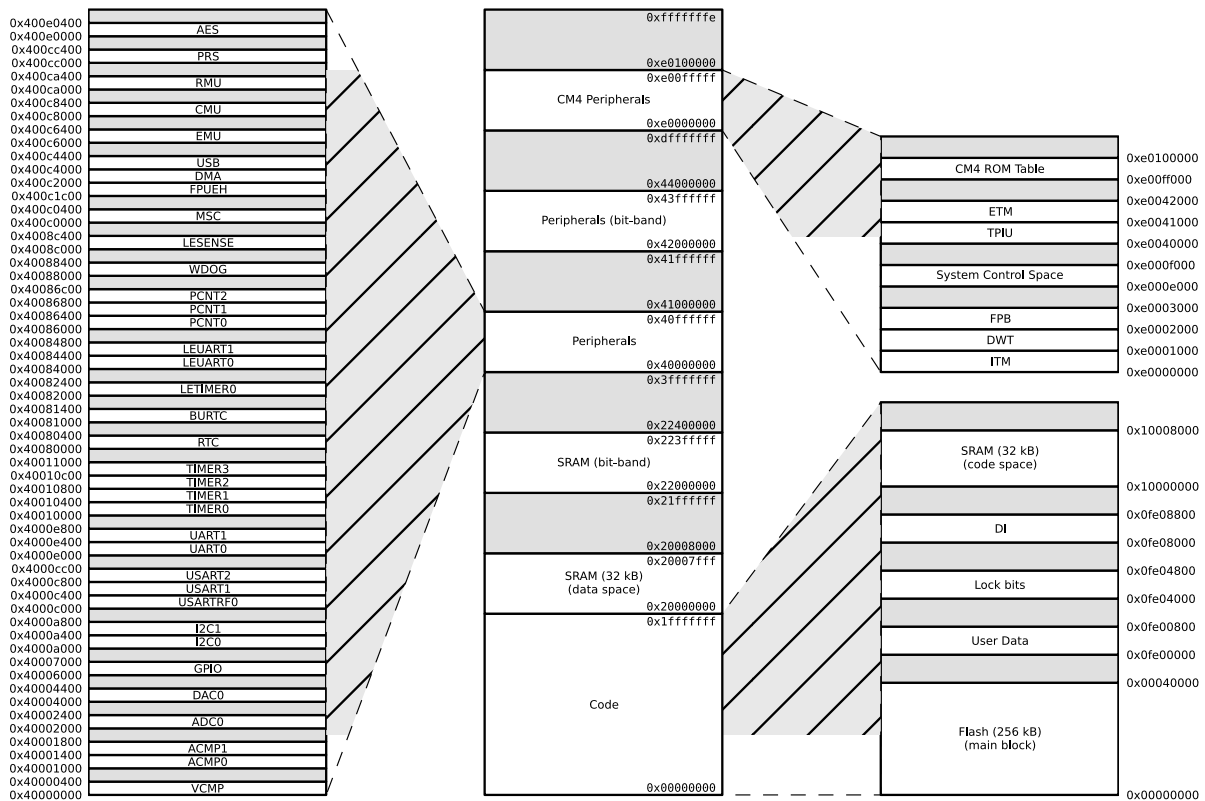 0x400e0400
AES
0x400e0000
0x400cc400
PRS
0x400cc000
0x400ca400
RMU
0x400ca000
0x400c8400
CMU
0x400c8000
0x400c6400
EMU
0x400c6000
0x400c4400
USB
0x400c4000
DMA
0x400c2000
FPUEH
0x400c1c00
0x400c0400
MSC
0x400c0000
0x4008c400
LESENSE
0x4008c000
0x40088400
WDOG
0x40088000
0x40086c00
PCNT2
0x40086800
PCNT1
0x40086400
PCNT0
0x40086000
0x40084800
LEUART1
0x40084400
LEUART0
0x40084000
0x40082400
LETIMER0
0x40082000
0x40081400
BURTC
0x40081000
0x40080400
RTC
0x40080000
0x40011000
TIMER3
0x40010c00
TIMER2
0x40010800
TIMER1
0x40010400
TIMER0
0x40010000
0x4000e800
UART1
0x4000e400
UART0
0x4000e000
0x4000cc00
USART2
0x4000c800
USART1
0x4000c400
USARTRF0
0x4000c000
0x4000a800
I2C1
0x4000a400
I2C0
0x4000a000
0x40007000
GPIO
0x40006000
0x40004400
DAC0
0x40004000
0x40002400
ADC0
0x40002000
0x40001800
ACMP1
0x40001400
ACMP0
0x40001000
0x40000400
VCMP
0x40000000
0xfffffffe
0xe0100000
0xe00fffff
CM4 Peripherals
0xe0000000
0xdfffffff
0x44000000
0x43ffffff
Peripherals (bit-band)
0x42000000
0x41ffffff
0x41000000
0x40ffffff
Peripherals
0x40000000
0x3fffffff
0x22400000
0x223fffff
SRAM (bit-band)
0x22000000
0x21ffffff
0x20008000
0x20007fff
SRAM (32 kB)
(data space)
0x20000000
0x1fffffff
Code
0x00000000
0xe0100000
CM4 ROM Table
0xe00ff000
0xe0042000
ETM
0xe0041000
TPIU
0xe0040000
0xe000f000
System Control Space
0xe000e000
0xe0003000
FPB
0xe0002000
DWT
0xe0001000
ITM
0xe0000000
0x10008000
SRAM (32 kB)
(code space)
0x10000000
0x0fe08800
DI
0x0fe08000
0x0fe04800
Lock bits
0x0fe04000
0x0fe00800
User Data
0x0fe00000
0x00040000
Flash (256 kB)
(main block)
0x00000000